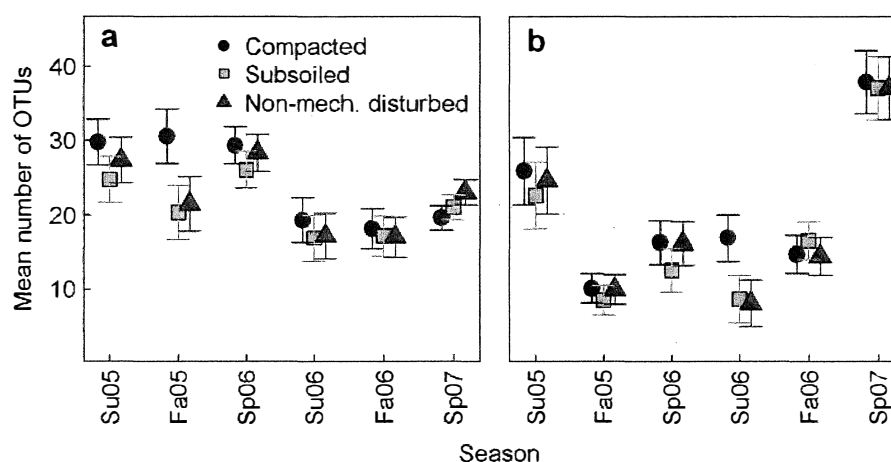 a
b
Compacted
Subsoiled
Non-mech. disturbed
Mean number of OTUs
40
30
20
10
Su05
Fa05
Sp06
Su06
Fa06
Sp07
Su05
Fa05
Sp06
Su06
Fa06
Sp07
Season